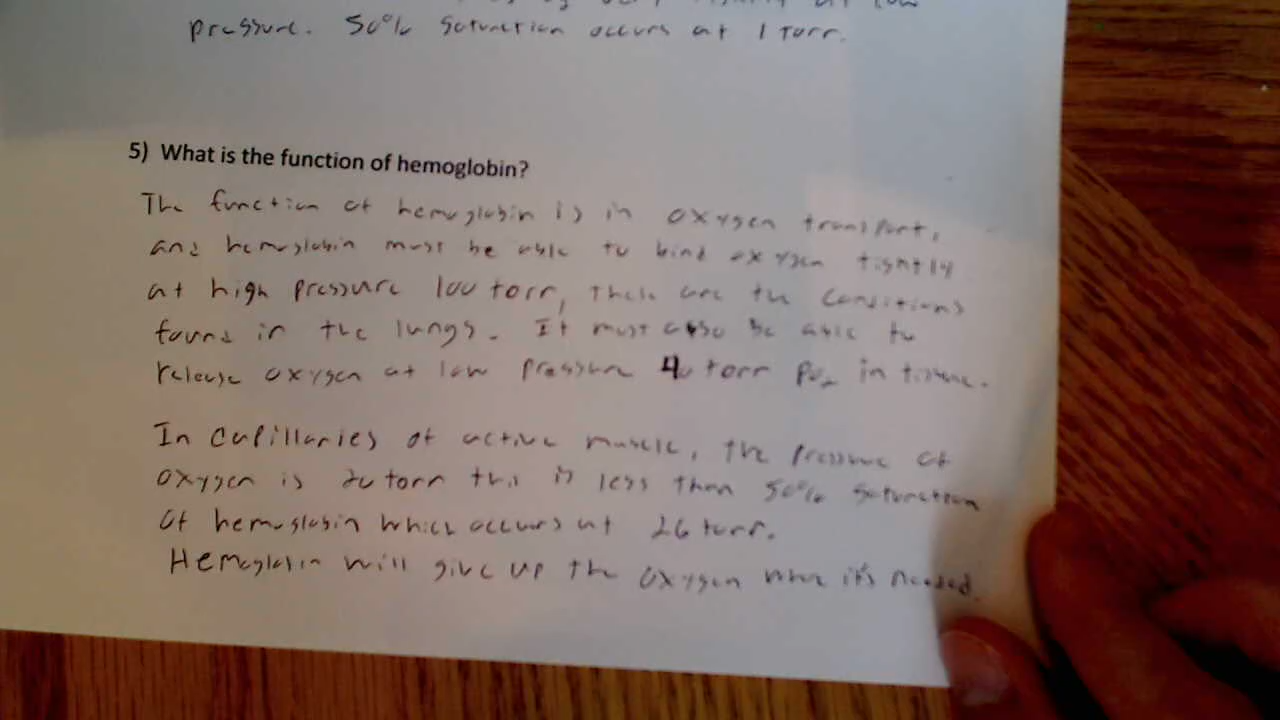 pressure. 50% saturation occurs at 1 torr.
5) What is the function of hemoglobin?
The function of hemoglobin is in oxygen transport,
and hemoglobin must be able to bind oxygen tightly
at high pressure 100 torr, these are the conditions
found in the lungs. It must also be able to
release oxygen at low pressure 40 torr pO2 in tissue.
In capillaries of active muscle, the pressure of
oxygen is 20 torr this is less than 50% saturation
of hemoglobin which occurs at 26 torr.
Hemoglobin will give up the oxygen where it's needed.